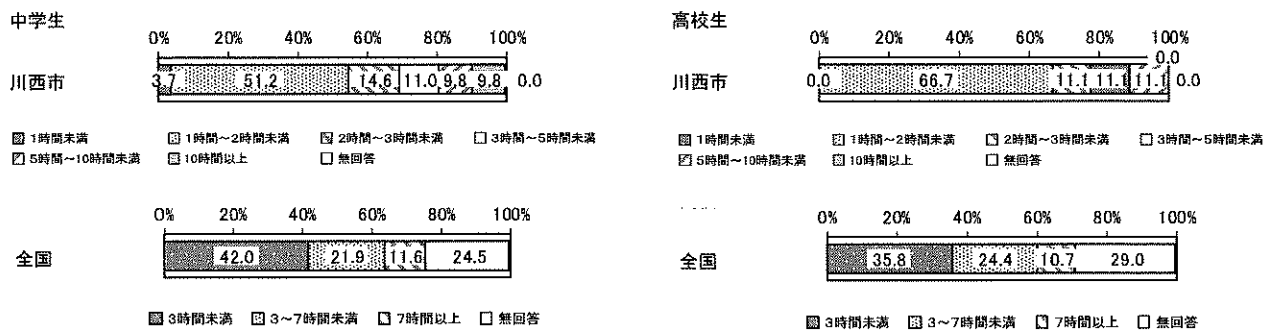 中学生
0% 20% 40% 60% 80% 100%
川西市 3.7 51.2 14.6 11.0 9.8 9.8 0.0
1時間未満 1時間~2時間未満 2時間~3時間未満 3時間~5時間未満
5時間~10時間未満 10時間以上 無回答
0% 20% 40% 60% 80% 100%
全国 42.0 21.9 11.6 24.5
3時間未満 3~7時間未満 7時間以上 無回答
高校生
0% 20% 40% 60% 80% 100%
0.0
川西市 0.0 66.7 11.1 11.1 11.1 0.0
1時間未満 1時間~2時間未満 2時間~3時間未満 3時間~5時間未満
5時間~10時間未満 10時間以上 無回答
0% 20% 40% 60% 80% 100%
全国 35.8 24.4 10.7 29.0
3時間未満 3~7時間未満 7時間以上 無回答